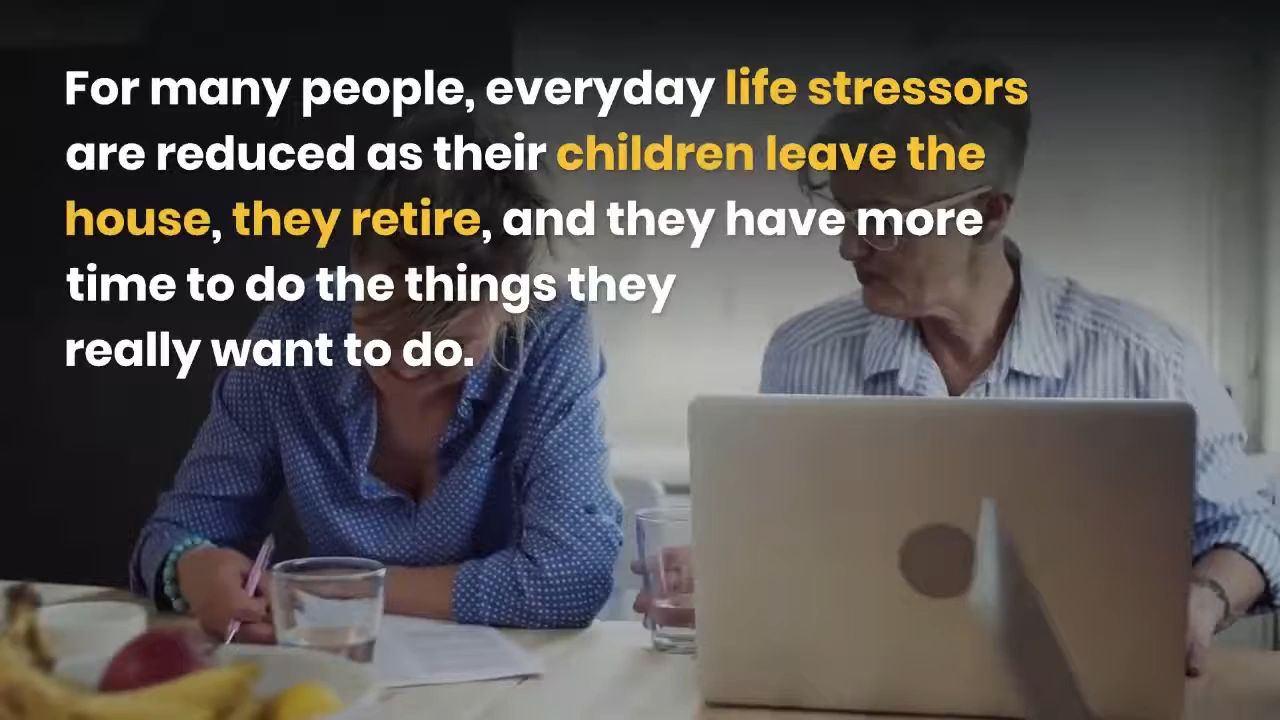 For many people, everyday life stressors
are reduced as their children leave the
house, they retire, and they have more
time to do the things they
really want to do.